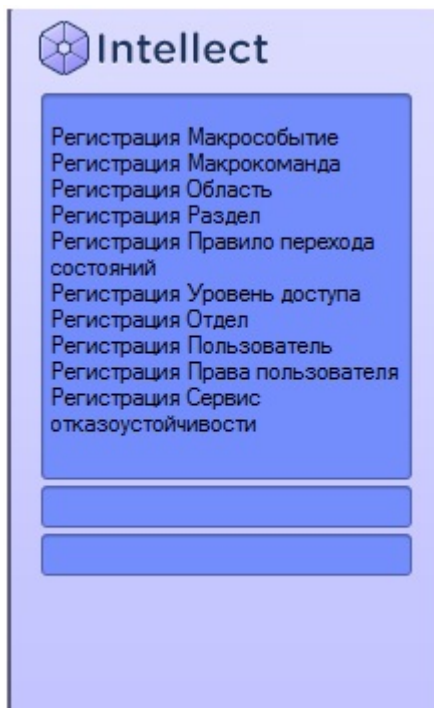 Intellect
Регистрация Макрособытие
Регистрация Макрокоманда
Регистрация Область
Регистрация Раздел
Регистрация Правило перехода
состояний
Регистрация Уровень доступа
Регистрация Отдел
Регистрация Пользователь
Регистрация Права пользователя
Регистрация Сервис
отказоустойчивости